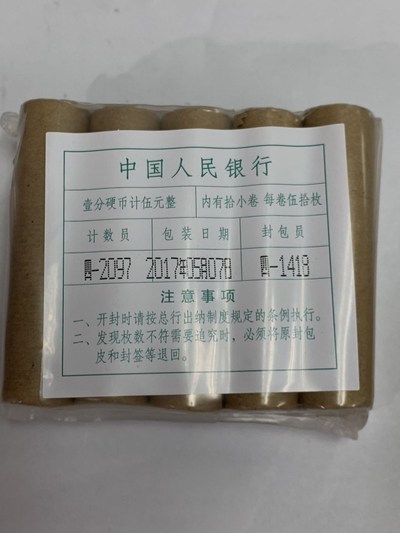 中国人民银行
壹分硬币计伍元整 内有拾小卷 每卷伍拾枚
计数员 包装日期 封包员
四-2097 2017年05月07日 四-1418
注意事项
一、开封时请按总行出纳制度规定的条例执行。
二、发现枚数不符需要追究时，必须将原封包
皮和封签等退回。